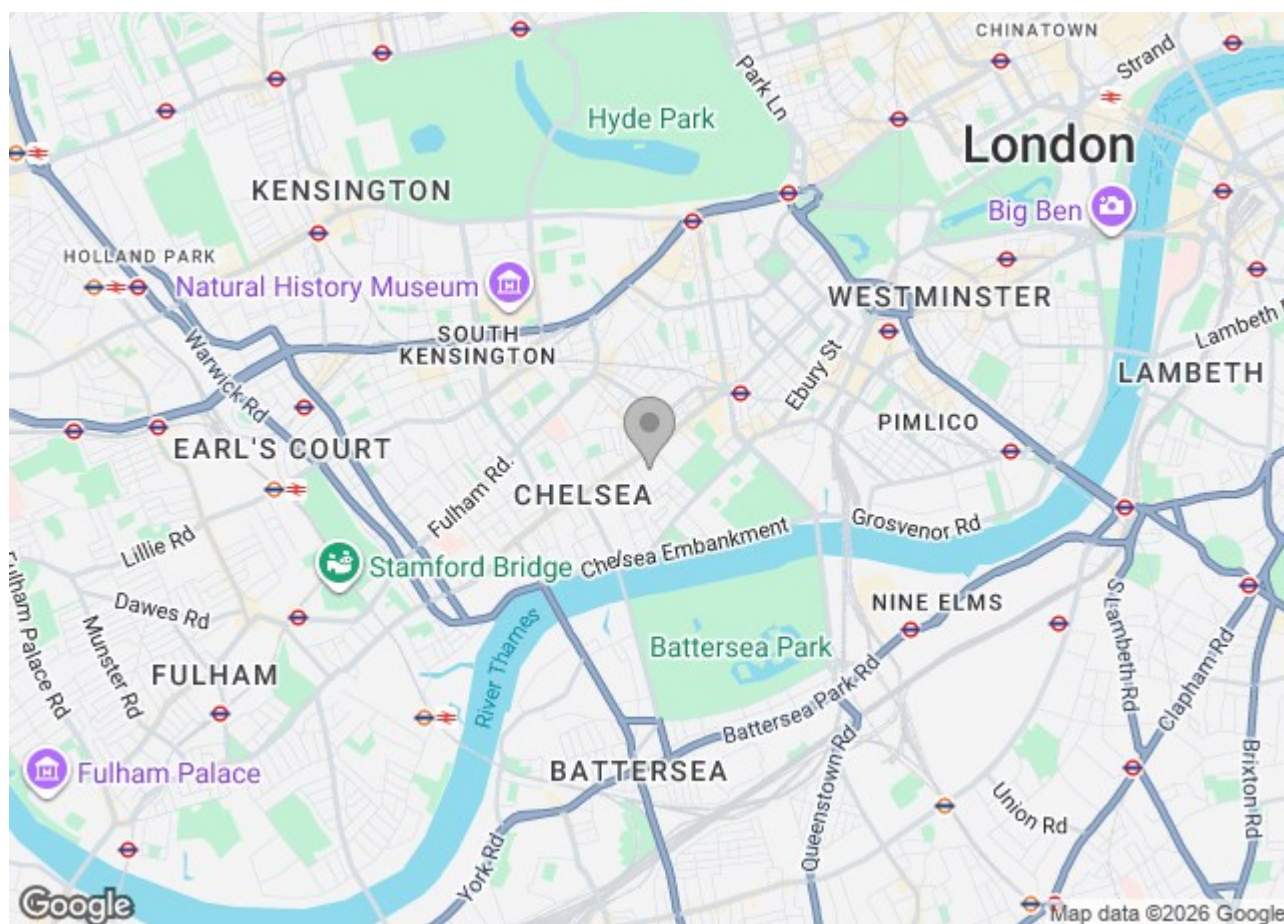 CHINATOWN
Strand
Park Ln
Hyde Park
London
KENSINGTON
Big Ben
HOLLAND PARK
Natural History Museum
WESTMINSTER
SOUTH
KENSINGTON
Lambeth
LAMBETH
Warwick Rd
Ebury St
PIMLICO
EARL'S COURT
Fulham Rd.
CHELSEA
Grosvenor Rd
Chelsea Embankment
Lillie Rd
Stamford Bridge
Fulham Palace Rd
Dawes Rd
Munster Rd
NINE ELMS
S Lambeth Rd
River Thames
Battersea Park
FULHAM
Clapham Rd
Battersea Park Rd
Fulham Palace
BATTERSEA
Queenstown Rd
Brixton Rd
Union Rd
York Rd
Google
Map data ©2026 Google